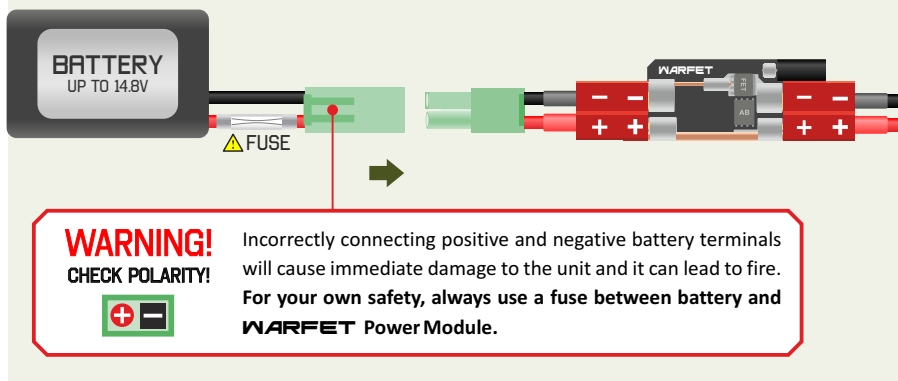 BATTERY
UP TO 14.8V
WARFET
FET
AB
− − − −
+ + + +
FUSE
WARNING!
CHECK POLARITY!
+ −
Incorrectly connecting positive and negative battery terminals
will cause immediate damage to the unit and it can lead to fire.
For your own safety, always use a fuse between battery and
WARFET Power Module.